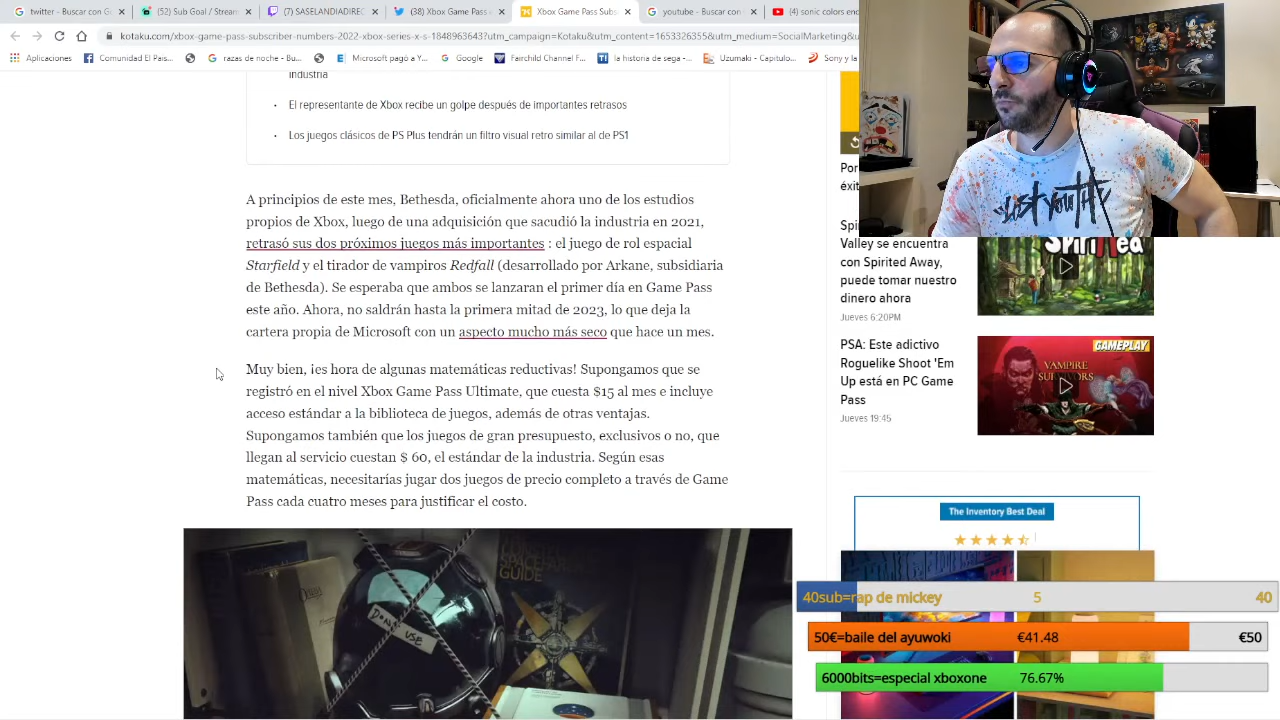 twitter - Buscar con G
(52) Sub Goal / Stream
(7) SASELANDIADIREC
(38) Xbox Game Pass
Xbox Game Pass Subs
youtube - Buscar con
(4) sonic colors en
kotaku.com/xbox-game-pass-subscriber-numbers-2022-xbox-series-x-s-1848963643?utm_campaign=Kotaku&utm_content=1653326355&utm_medium=SocialMarketing&u
Aplicaciones
Comunidad El Pais...
razas de noche - Bu...
Microsoft pagó a Y...
Google
Fairchild Channel F...
la historia de sega -...
Uzumaki - Capitulo...
Sony y la
industria
• El representante de Xbox recibe un golpe después de importantes retrasos
• Los juegos clásicos de PS Plus tendrán un filtro visual retro similar al de PS1
A principios de este mes, Bethesda, oficialmente ahora uno de los estudios
propios de Xbox, luego de una adquisición que sacudió la industria en 2021,
retrasó sus dos próximos juegos más importantes : el juego de rol espacial
Starfield y el tirador de vampiros Redfall (desarrollado por Arkane, subsidiaria
de Bethesda). Se esperaba que ambos se lanzaran el primer día en Game Pass
este año. Ahora, no saldrán hasta la primera mitad de 2023, lo que deja la
cartera propia de Microsoft con un aspecto mucho más seco que hace un mes.
Muy bien, ¡es hora de algunas matemáticas reductivas! Supongamos que se
registró en el nivel Xbox Game Pass Ultimate, que cuesta $15 al mes e incluye
acceso estándar a la biblioteca de juegos, además de otras ventajas.
Supongamos también que los juegos de gran presupuesto, exclusivos o no, que
llegan al servicio cuestan $ 60, el estándar de la industria. Según esas
matemáticas, necesitarías jugar dos juegos de precio completo a través de Game
Pass cada cuatro meses para justificar el costo.
SPACEFARING
GUIDE
DON'T
USE
Por
éxit
Valley se encuentra
con Spirited Away,
puede tomar nuestro
dinero ahora
Jueves 6:20PM
PSA: Este adictivo
Roguelike Shoot 'Em
Up está en PC Game
Pass
Jueves 19:45
GAMEPLAY
VAMPIRE
SURVIVORS
The Inventory Best Deal
40sub=rap de mickey 5 40
50€=baile del ayuwoki €41.48 €50
6000bits=especial xboxone 76.67%